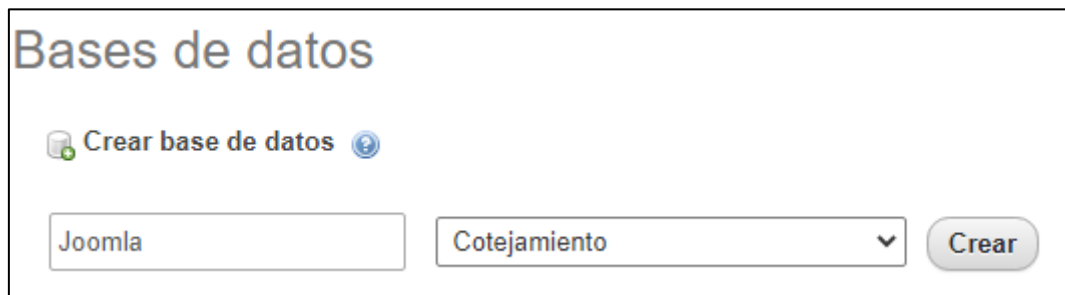 Bases de datos
Crear base de datos
Joomla Cotejamiento Crear